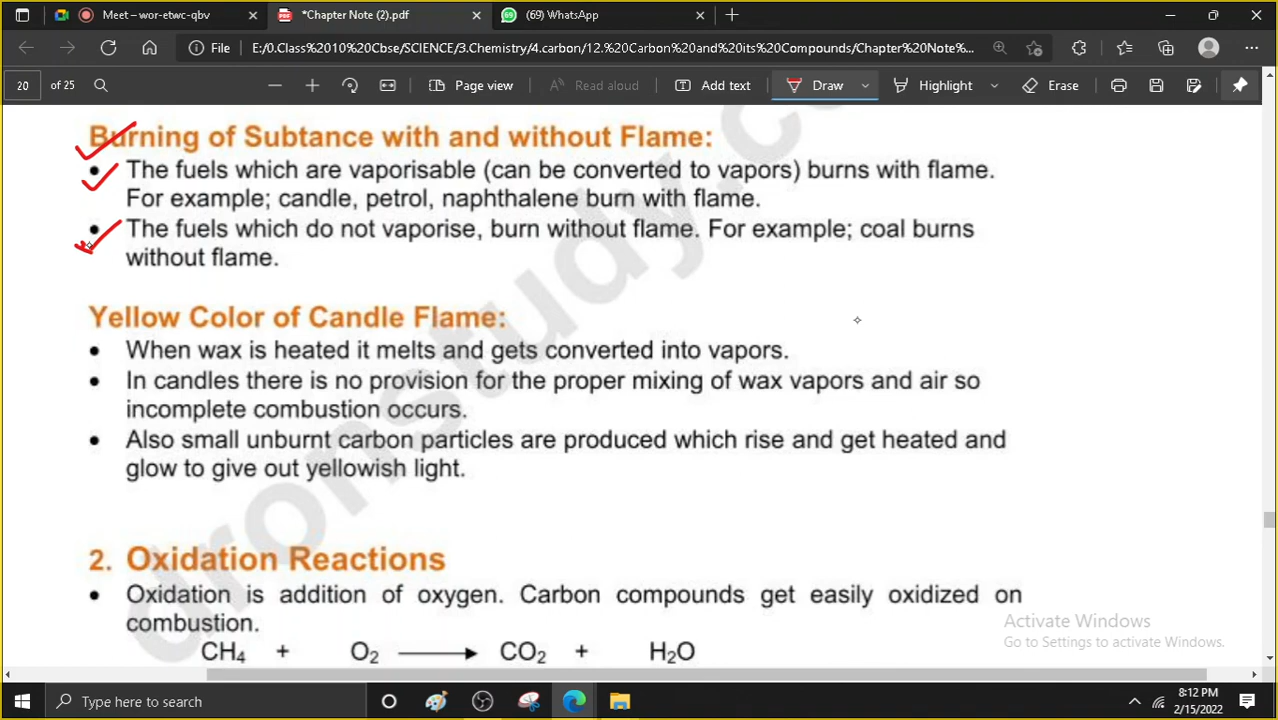 Meet – wor-etwc-qbv
*Chapter Note (2).pdf
(69) WhatsApp
File
E:/0.Class%2010%20Cbse/SCIENCE/3.Chemistry/4.carbon/12.%20Carbon%20and%20its%20Compounds/Chapter%20Note%...
20 of 25
Page view
Read aloud
Add text
Draw
Highlight
Erase
Burning of Subtance with and without Flame:
• The fuels which are vaporisable (can be converted to vapors) burns with flame.
For example; candle, petrol, naphthalene burn with flame.
• The fuels which do not vaporise, burn without flame. For example; coal burns
without flame.
Yellow Color of Candle Flame:
• When wax is heated it melts and gets converted into vapors.
• In candles there is no provision for the proper mixing of wax vapors and air so
incomplete combustion occurs.
• Also small unburnt carbon particles are produced which rise and get heated and
glow to give out yellowish light.
2. Oxidation Reactions
• Oxidation is addition of oxygen. Carbon compounds get easily oxidized on
combustion.
CH₄ + O₂ ⟶ CO₂ + H₂O
dronstudy.co
Activate Windows
Go to Settings to activate Windows.
Type here to search
8:12 PM
2/15/2022